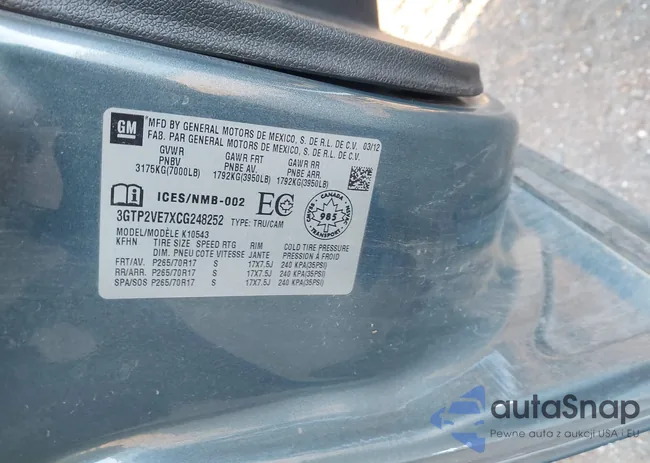 GM
MFD BY GENERAL MOTORS DE MEXICO, S. DE R.L. DE C.V. 03/12
FAB. PAR GENERAL MOTORS DE MEXICO, S. DE R.L. DE C.V.
GVWR GAWR FRT GAWR RR
PNBV PNBE AV. PNBE ARR.
3175KG(7000LB) 1792KG(3950LB) 1792KG(3950LB)
i ICES/NMB-002 EC
CANADA
985
TRANSPORT
3GTP2VE7XCG248252 TYPE: TRU/CAM
MODEL/MODÈLE K10543
KFHN TIRE SIZE SPEED RTG RIM COLD TIRE PRESSURE
DIM. PNEU COTE VITESSE JANTE PRESSION À FROID
FRT/AV. P265/70R17 S 17X7.5J 240 KPA(35PSI)
RR/ARR. P265/70R17 S 17X7.5J 240 KPA(35PSI)
SPA/SOS P265/70R17 S 17X7.5J 240 KPA(35PSI)
autoSnap
Pewne auta z aukcji USA i EU